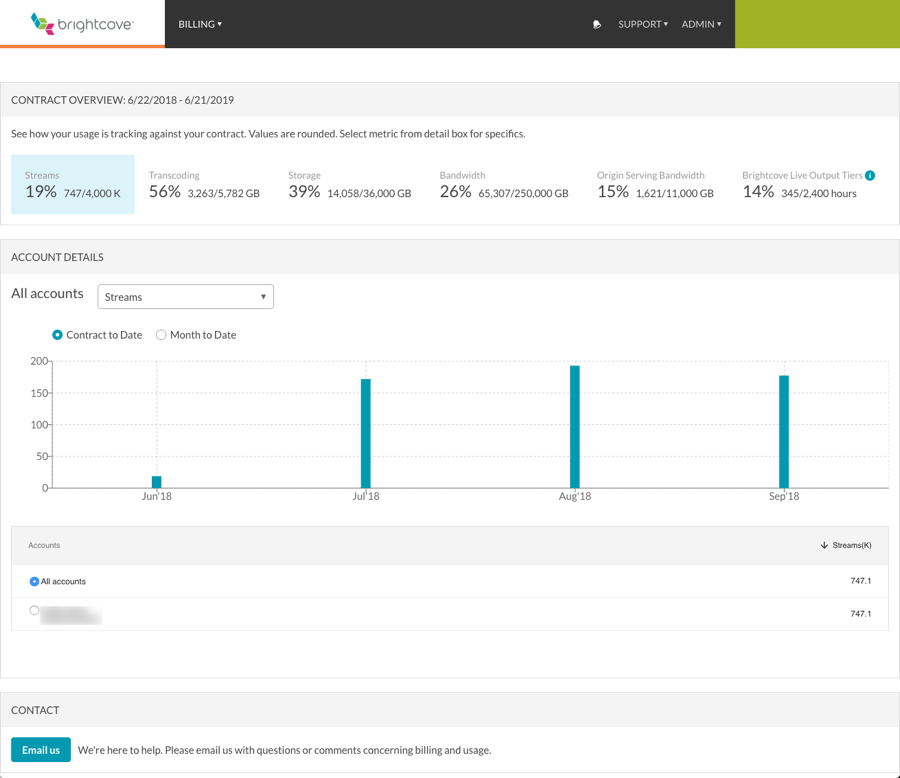 brightcove
BILLING ▾ SUPPORT ▾ ADMIN ▾
CONTRACT OVERVIEW: 6/22/2018 - 6/21/2019
See how your usage is tracking against your contract. Values are rounded. Select metric from detail box for specifics.
Streams Transcoding Storage Bandwidth Origin Serving Bandwidth Brightcove Live Output Tiers i
19% 747/4,000 K 56% 3,263/5,782 GB 39% 14,058/36,000 GB 26% 65,307/250,000 GB 15% 1,621/11,000 GB 14% 345/2,400 hours
ACCOUNT DETAILS
All accounts Streams ▾
Contract to Date Month to Date
200
150
100
50
0
Jun'18 Jul'18 Aug'18 Sep'18
Accounts ↓ Streams(K)
All accounts 747.1
747.1
CONTACT
Email us We're here to help. Please email us with questions or comments concerning billing and usage.